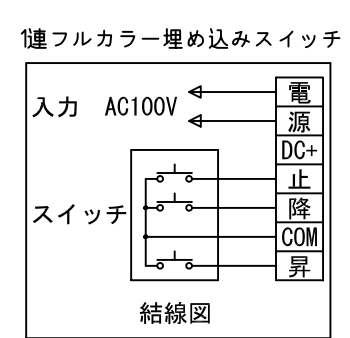 1連フルカラー埋め込みスイッチ
電
入力 AC100V
源
DC+
止
スイッチ
降
COM
昇
結線図